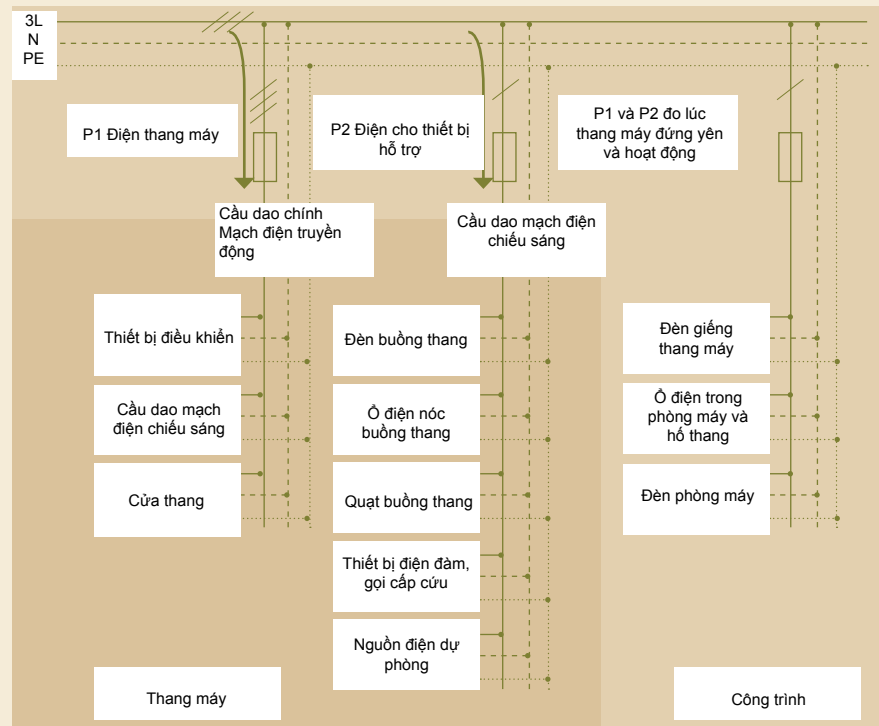 3L
N
PE
P1 Điện thang máy
P2 Điện cho thiết bị
hỗ trợ
P1 và P2 đo lúc
thang máy đứng yên
và hoạt động
Cầu dao chính
Mạch điện truyền
động
Cầu dao mạch điện
chiếu sáng
Thiết bị điều khiển
Cầu dao mạch
điện chiếu sáng
Cửa thang
Đèn buồng thang
Ổ điện nóc
buồng thang
Quạt buồng thang
Thiết bị điện đàm,
gọi cấp cứu
Nguồn điện dự
phòng
Đèn giếng
thang máy
Ổ điện trong
phòng máy và
hố thang
Đèn phòng máy
Thang máy
Công trình